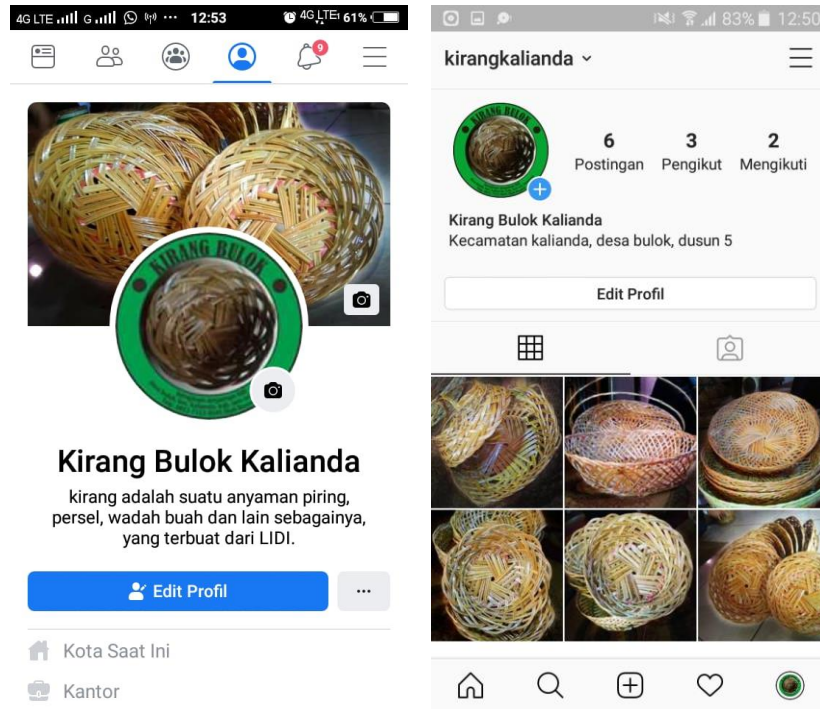 4G LTE G 12:53 4G LTE1 61%
9
KIRANG BULOK
Kirang Bulok Kalianda
kirang adalah suatu anyaman piring,
persel, wadah buah dan lain sebagainya,
yang terbuat dari LIDI.
Edit Profil
Kota Saat Ini
Kantor
83% 12:50
kirangkalianda
KIRANG BULOK
6 3 2
Postingan Pengikut Mengikuti
Kirang Bulok Kalianda
Kecamatan kalianda, desa bulok, dusun 5
Edit Profil